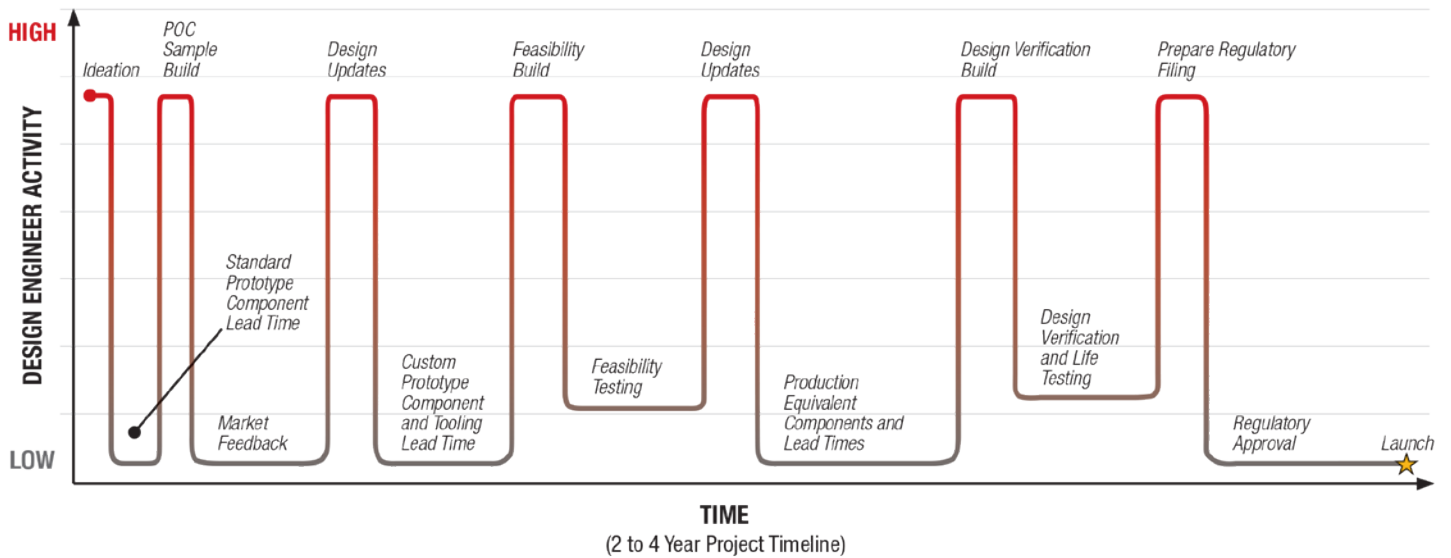 HIGH
POC
Sample
Build
Ideation
Design
Updates
Feasibility
Build
Design
Updates
Design Verification
Build
Prepare Regulatory
Filing
DESIGN ENGINEER ACTIVITY
Standard
Prototype
Component
Lead Time
Market
Feedback
Custom
Prototype
Component
and Tooling
Lead Time
Feasibility
Testing
Production
Equivalent
Components and
Lead Times
Design
Verification
and Life
Testing
Regulatory
Approval
Launch
LOW
TIME
(2 to 4 Year Project Timeline)